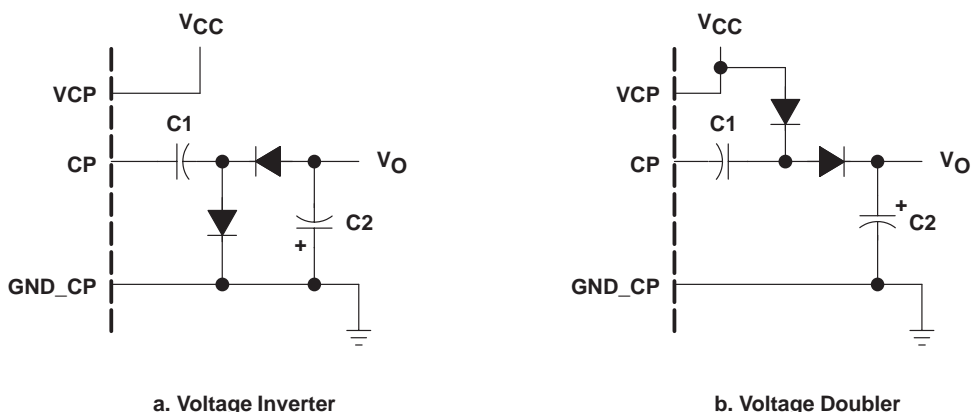 VCC
VCP
C1
CP
VO
C2
+
GND_CP
a. Voltage Inverter
VCC
VCP
C1
CP
VO
+
C2
GND_CP
b. Voltage Doubler